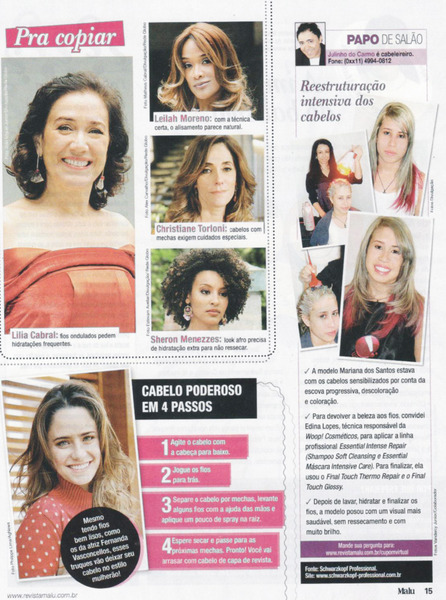 Pra copiar
Leilah Moreno: com a técnica
certa, o alisamento parece natural.
Christiane Torloni: cabelos com
mechas exigem cuidados especiais.
Lilia Cabral: fios ondulados pedem
hidratações frequentes.
Sheron Menezzes: look afro precisa
de hidratação extra para não ressecar.
CABELO PODEROSO
EM 4 PASSOS
1 Agite o cabelo com
a cabeça para baixo.
2 Jogue os fios
para trás.
3 Separe o cabelo por mechas, levante
alguns fios com a ajuda das mãos e
aplique um pouco de spray na raiz.
4 Espere secar e passe para as
próximas mechas. Pronto! Você vai
arrasar com cabelo de capa de revista.
Mesmo
tendo fios
bem lisos, como
os da atriz Fernanda
Vasconcellos, esses
truques vão deixar seu
cabelo no estilo
mulherão!
PAPO DE SALÃO
Julinho do Carmo é cabeleireiro.
Fone: (0xx11) 4994-0812
Reestruturação
intensiva dos
cabelos
✓ A modelo Mariana dos Santos estava
com os cabelos sensibilizados por conta da
escova progressiva, descoloração
e coloração.
✓ Para devolver a beleza aos fios, convidei
Edina Lopes, técnica responsável da
Woop! Cosméticos, para aplicar a linha
profissional Essential Intense Repair
(Shampoo Soft Cleansing e Essential
Máscara Intensive Care). Para finalizar, ela
usou o Final Touch Thermo Repair e o Final
Touch Glossy.
✓ Depois de lavar, hidratar e finalizar os
fios, a modelo posou com um visual mais
saudável, sem ressecamento e com
muito brilho.
Mande sua pergunta para
www.revistamalu.com.br/cupomvirtual
Fonte: Schwarzkopf Professional.
Site: www.schwarzkopf-professional.com.br
www.revistamalu.com.br
Malu 15